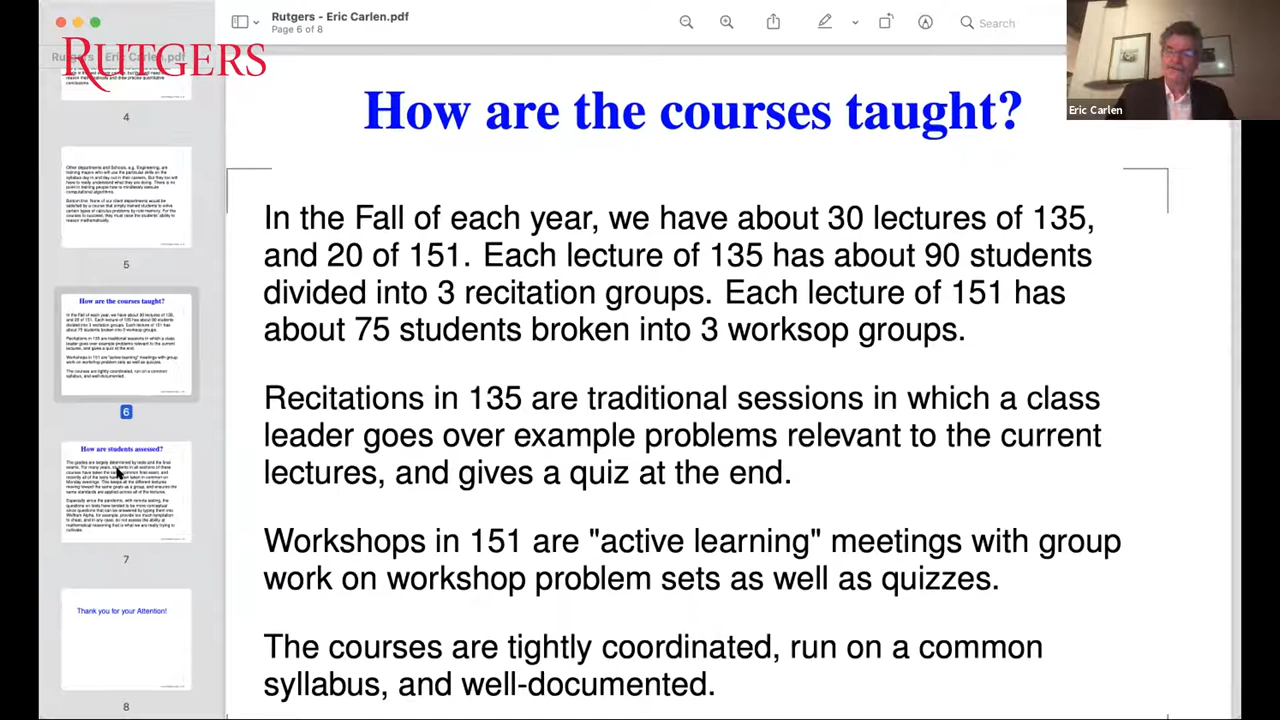 Rutgers - Eric Carlen.pdf
Page 6 of 8
Search
RUTGERS
Eric Carlen
4
5
How are the courses taught?
6
How are students assessed?
7
Thank you for your Attention!
8
How are the courses taught?
In the Fall of each year, we have about 30 lectures of 135,
and 20 of 151. Each lecture of 135 has about 90 students
divided into 3 recitation groups. Each lecture of 151 has
about 75 students broken into 3 worksop groups.
Recitations in 135 are traditional sessions in which a class
leader goes over example problems relevant to the current
lectures, and gives a quiz at the end.
Workshops in 151 are "active learning" meetings with group
work on workshop problem sets as well as quizzes.
The courses are tightly coordinated, run on a common
syllabus, and well-documented.